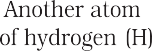 Another atom
of hydrogen (H)